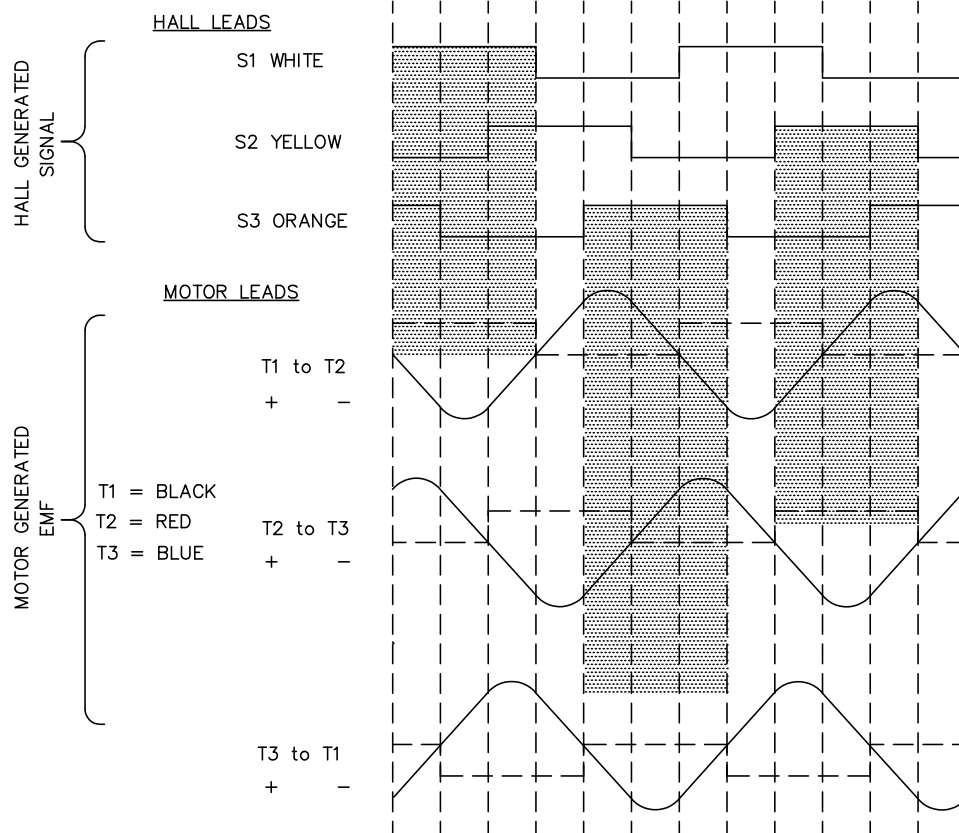 HALL LEADS
HALL GENERATED
SIGNAL
S1 WHITE
S2 YELLOW
S3 ORANGE
MOTOR LEADS
MOTOR GENERATED
EMF
T1 to T2
+ −
T1 = BLACK
T2 = RED
T3 = BLUE
T2 to T3
+ −
T3 to T1
+ −